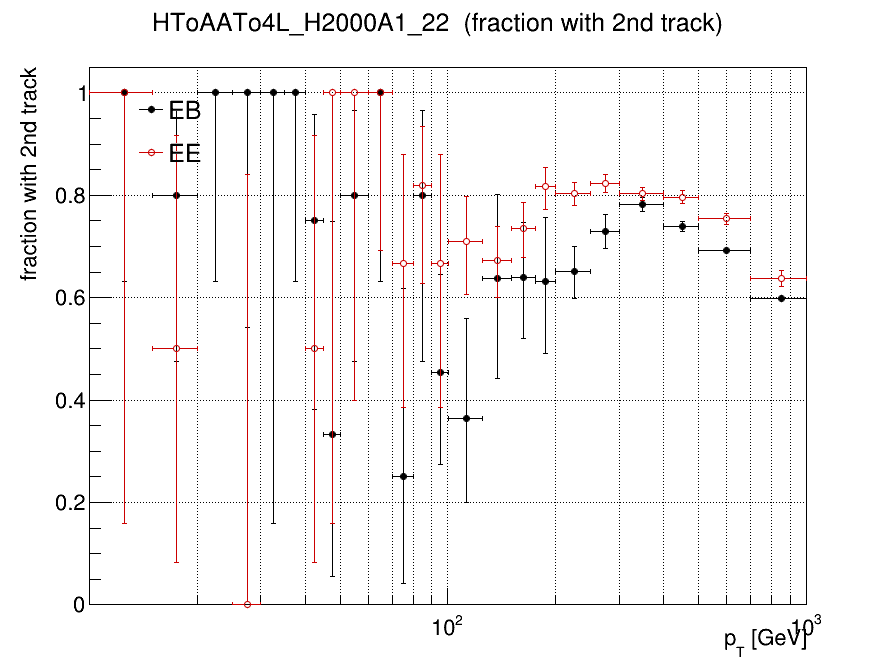 HToAATo4L_H2000A1_22 (fraction with 2nd track)
fraction with 2nd track
1
0.8
0.6
0.4
0.2
0
EB
EE
10²
10³
p_T [GeV]